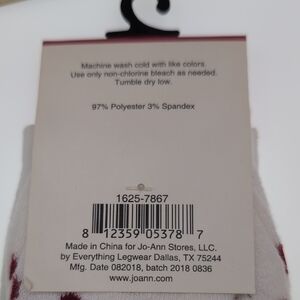 Machine wash cold with like colors.
Use only non-chlorine bleach as needed.
Tumble dry low.
97% Polyester 3% Spandex
1625-7867
8 12359 05378 7
Made in China for Jo-Ann Stores, LLC.
by Everything Legwear Dallas, TX 75244
Mfg. Date 082018, batch 2018 0836
www.joann.com